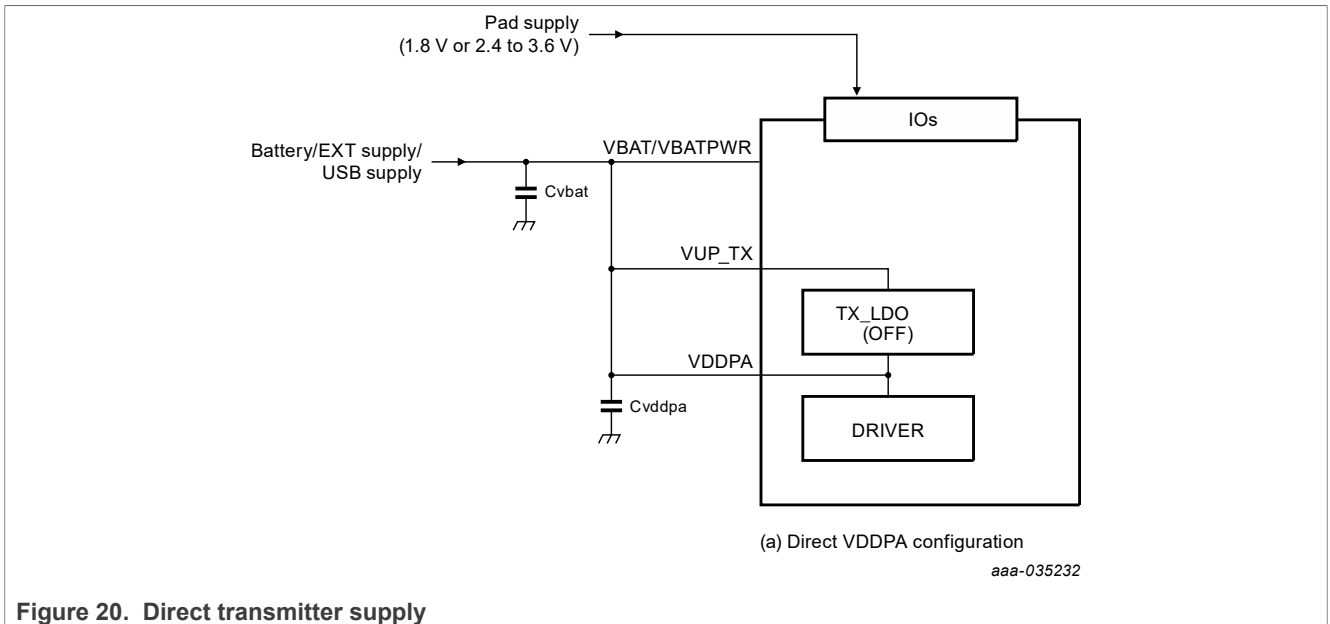 Pad supply
(1.8 V or 2.4 to 3.6 V)
IOs
Battery/EXT supply/
USB supply
VBAT/VBATPWR
Cvbat
VUP_TX
TX_LDO
(OFF)
VDDPA
Cvddpa
DRIVER
(a) Direct VDDPA configuration
aaa-035232
Figure 20. Direct transmitter supply